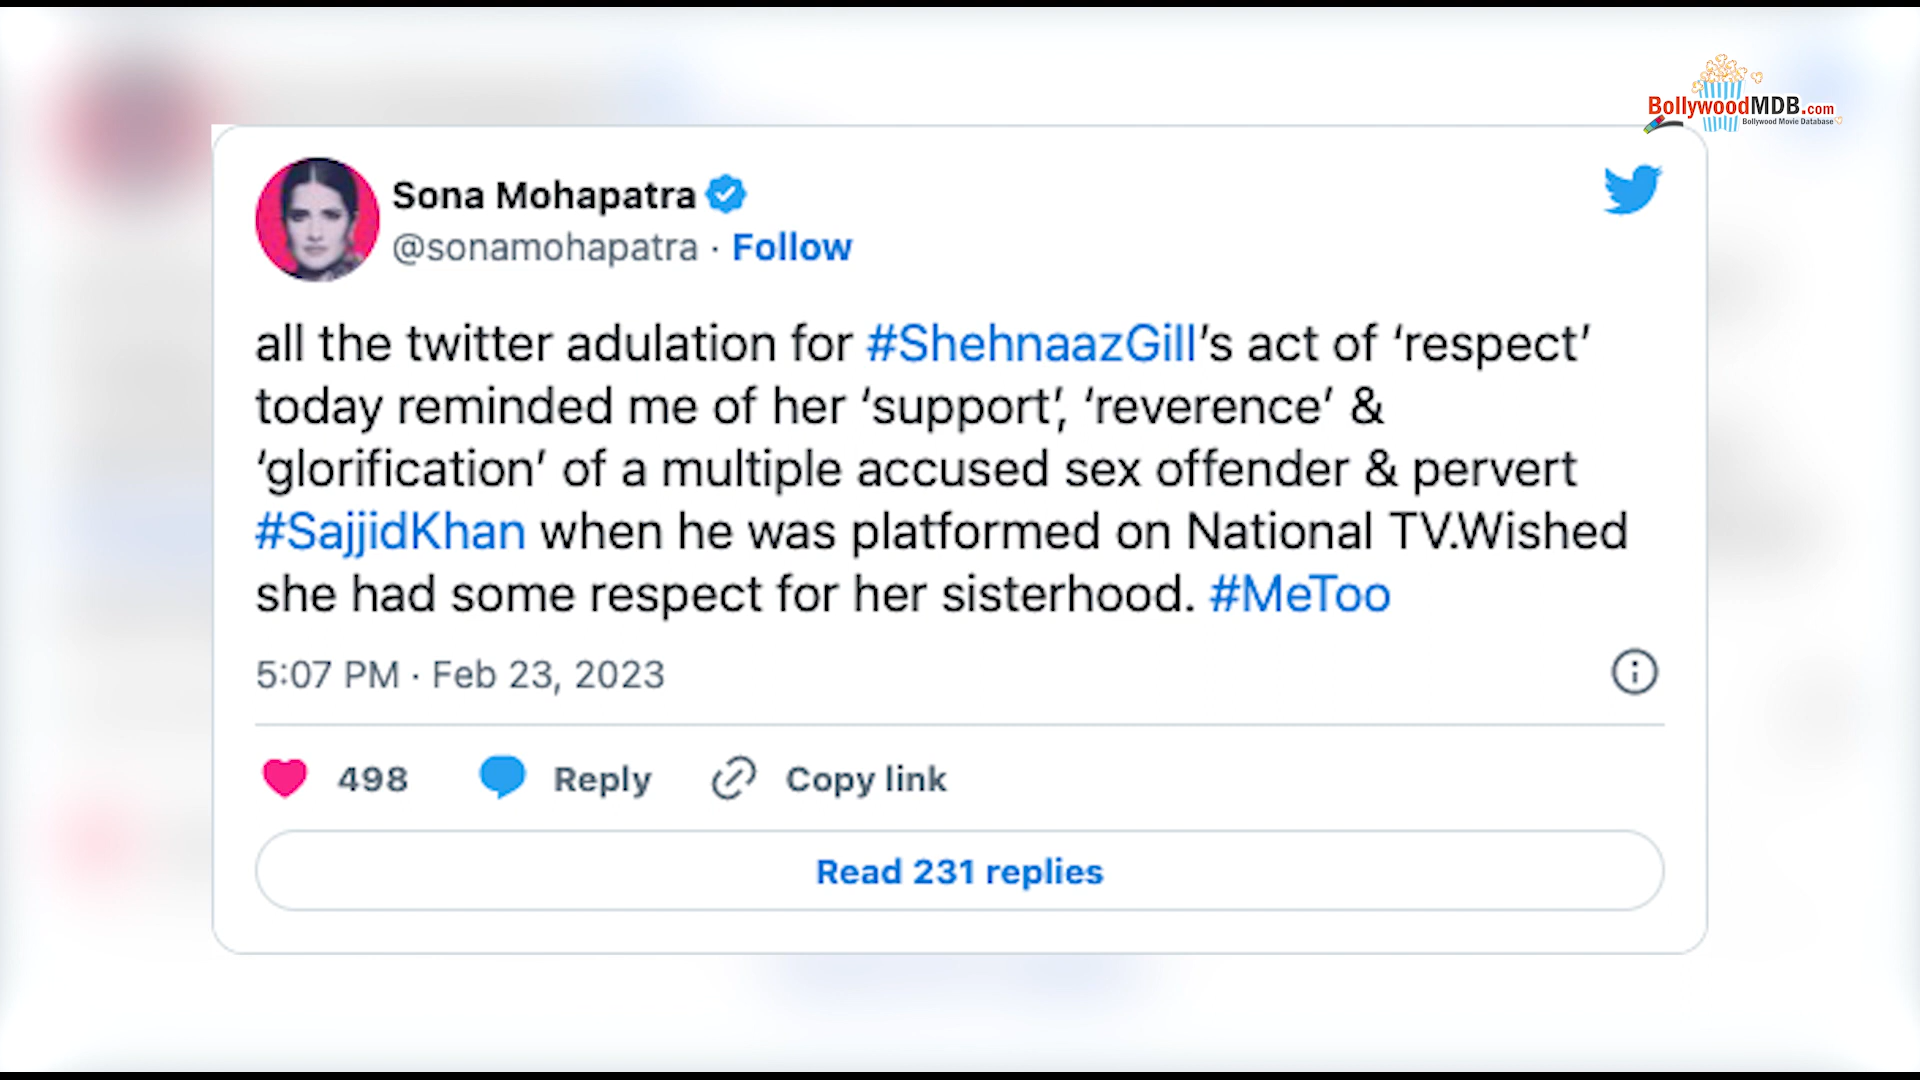 BollywoodMDB.com
Bollywood Movie Database
Sona Mohapatra
@sonamohapatra · Follow
all the twitter adulation for #ShehnaazGill’s act of ‘respect’
today reminded me of her ‘support’, ‘reverence’ &
‘glorification’ of a multiple accused sex offender & pervert
#SajjidKhan when he was platformed on National TV.Wished
she had some respect for her sisterhood. #MeToo
5:07 PM · Feb 23, 2023
498 Reply Copy link
Read 231 replies